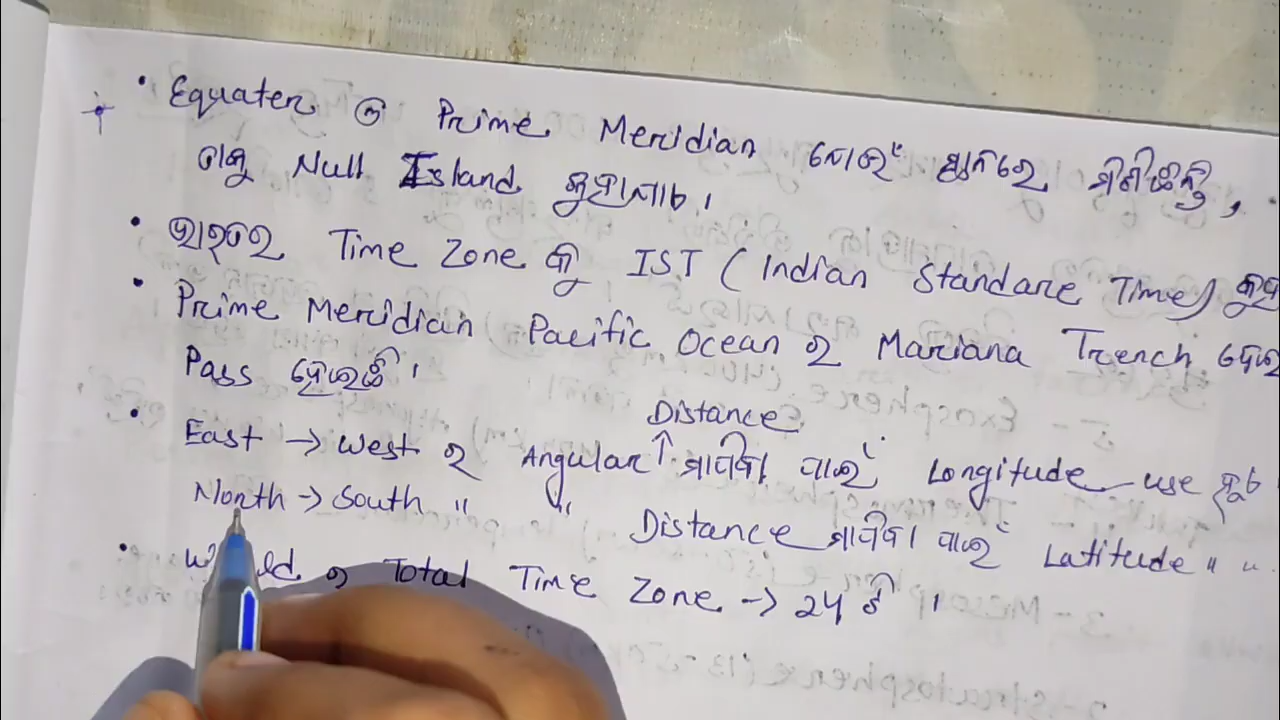 • Equater ଓ Prime Meridian ଯେଉଁ ସ୍ଥାନରେ ମିଶିଛନ୍ତି,
ତାକୁ Null Island କୁହାଯାଏ ।
• ଭାରତରେ Time Zone କୁ IST (Indian Standare Time)
• Prime Meridian Pacific Ocean ର Mariana Trench ଦେଇ
Pass ହୋଇଛି ।
Distance
• East → West ର Angular ↑ ମାପିବା ପାଇଁ Longitude use ହୁଏ ।
North → South " " Distance ମାପିବା ପାଇଁ Latitude " "
• World ର Total Time Zone → 24 ଟି ।